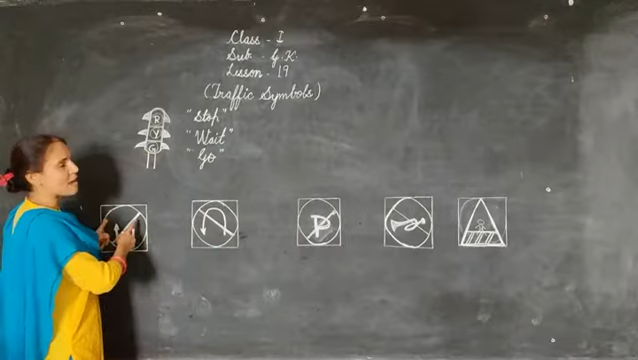 Class - I
Sub - G.K.
Lesson - 19
(Traffic Symbols)
R "Stop"
Y "Wait"
G "Go"
P